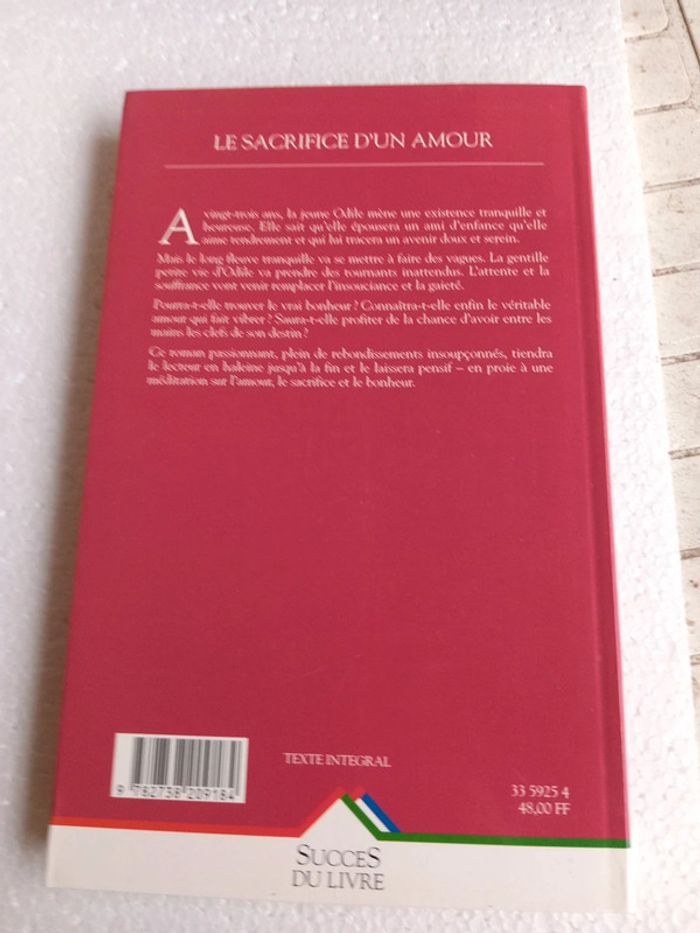 LE SACRIFICE D'UN AMOUR
A vingt-trois ans, la jeune Odile mène une existence tranquille et
heureuse. Elle sait qu'elle épousera un ami d'enfance qu'elle
aime tendrement et qui lui tracera un avenir doux et serein.
Mais le long fleuve tranquille va se mettre à faire des vagues. La gentille
petite vie d'Odile va prendre des tournants inattendus. L'attente et la
souffrance vont venir remplacer l'insouciance et la gaieté.
Pourra-t-elle trouver le vrai bonheur ? Connaîtra-t-elle enfin le véritable
amour qui fait vibrer ? Saura-t-elle profiter de la chance d'avoir entre les
mains les clefs de son destin ?
Ce roman passionnant, plein de rebondissements insoupçonnés, tiendra
le lecteur en haleine jusqu'à la fin et le laissera pensif – en proie à une
méditation sur l'amour, le sacrifice et le bonheur.
TEXTE INTEGRAL
33 5925 4
48,00 FF
9 782738 209184
SUCCES
DU LIVRE